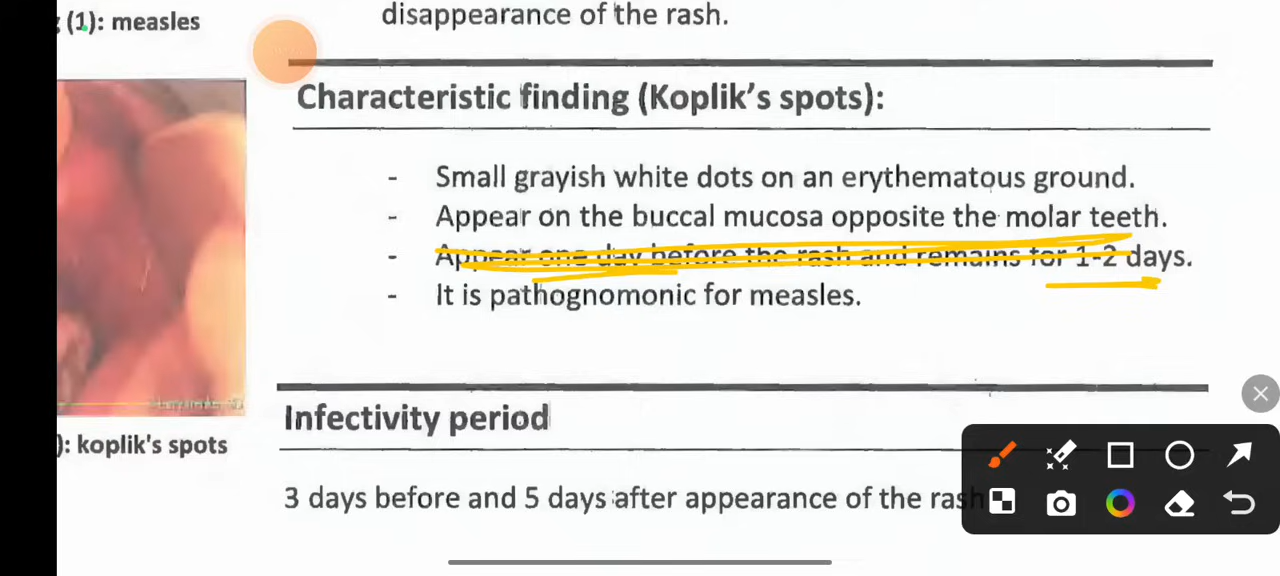 (1): measles
disappearance of the rash.
Characteristic finding (Koplik's spots):
- Small grayish white dots on an erythematous ground.
- Appear on the buccal mucosa opposite the molar teeth.
- Appear one day before the rash and remains for 1-2 days.
- It is pathognomonic for measles.
): koplik's spots
Infectivity period
3 days before and 5 days after appearance of the rash